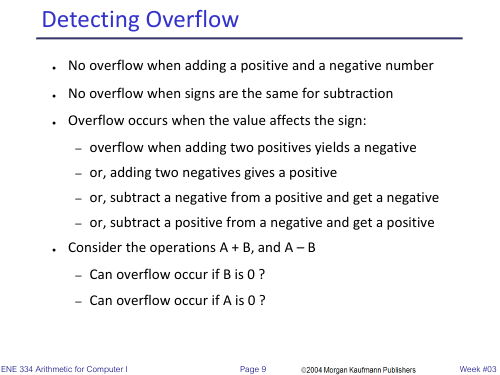 Detecting Overflow
• No overflow when adding a positive and a negative number
• No overflow when signs are the same for subtraction
• Overflow occurs when the value affects the sign:
– overflow when adding two positives yields a negative
– or, adding two negatives gives a positive
– or, subtract a negative from a positive and get a negative
– or, subtract a positive from a negative and get a positive
• Consider the operations A + B, and A – B
– Can overflow occur if B is 0 ?
– Can overflow occur if A is 0 ?
ENE 334 Arithmetic for Computer I Page 9 ©2004 Morgan Kaufmann Publishers Week #03